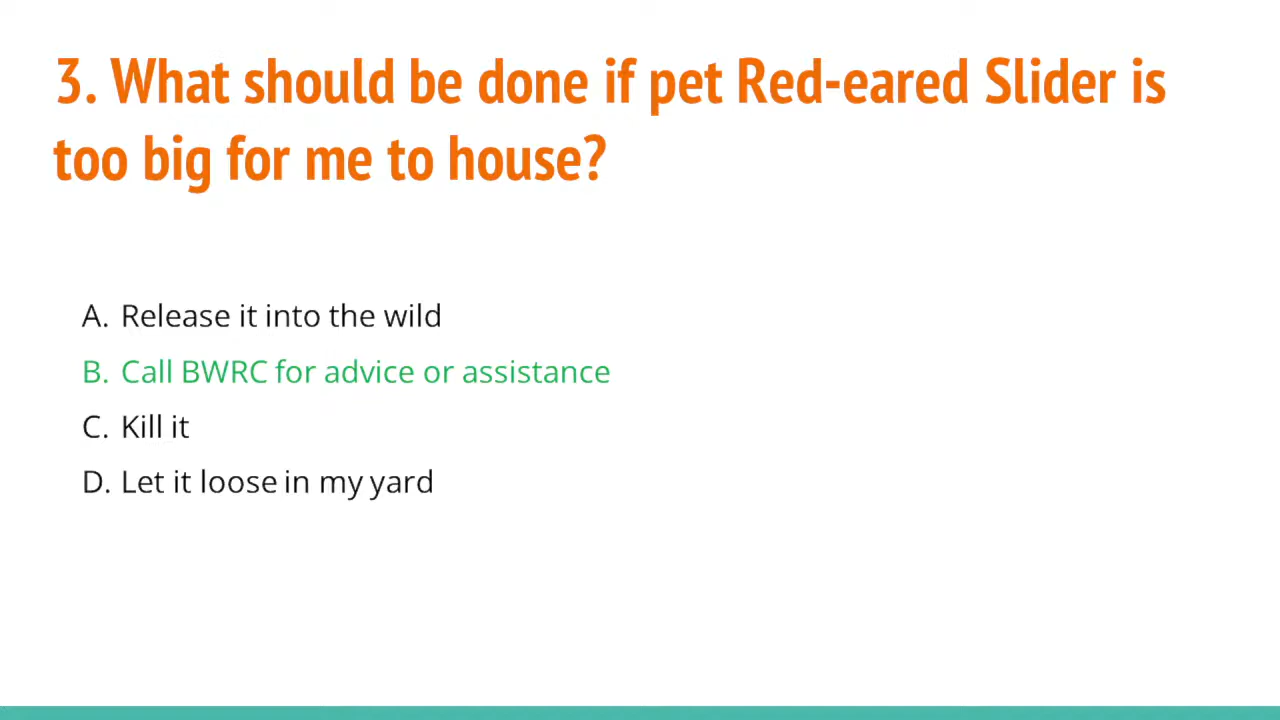 3. What should be done if pet Red-eared Slider is
too big for me to house?
A. Release it into the wild
B. Call BWRC for advice or assistance
C. Kill it
D. Let it loose in my yard